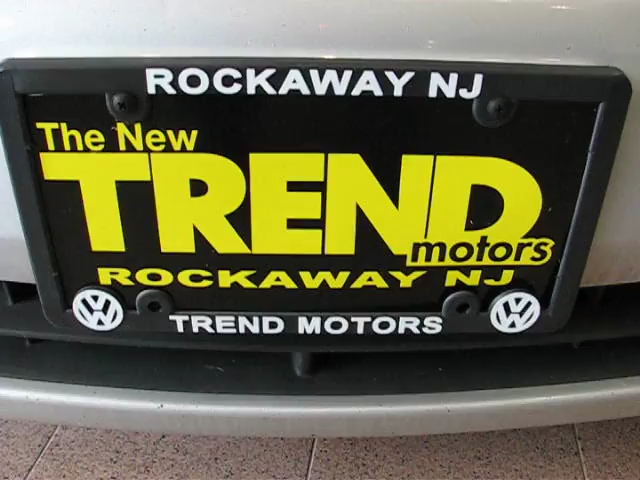 ROCKAWAY NJ
The New
TREND
motors
ROCKAWAY NJ
TREND MOTORS